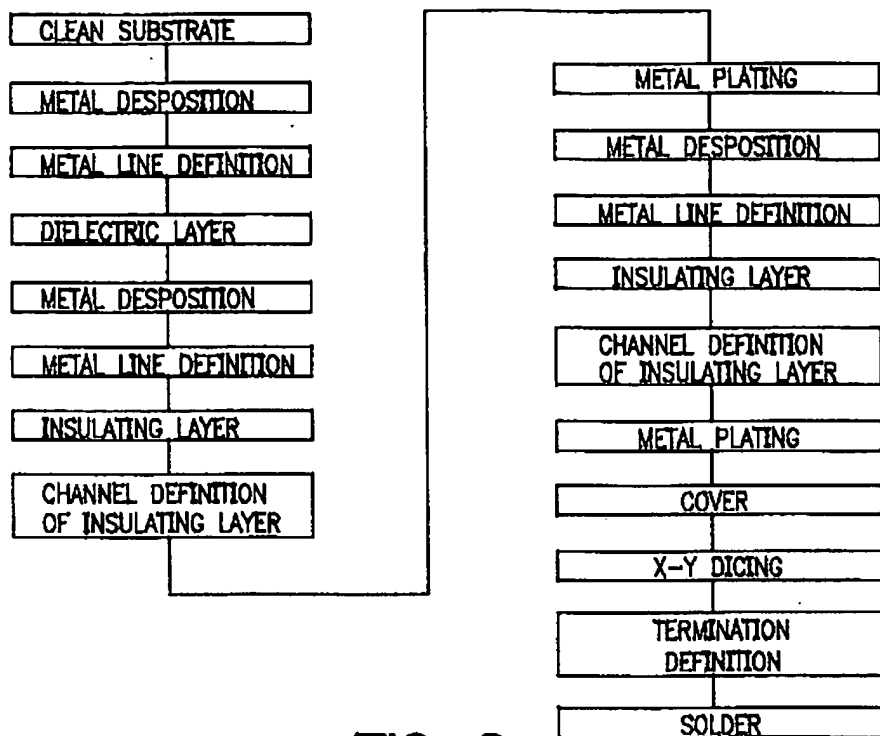 CLEAN SUBSTRATE
METAL DESPOSITION
METAL LINE DEFINITION
DIELECTRIC LAYER
METAL DESPOSITION
METAL LINE DEFINITION
INSULATING LAYER
CHANNEL DEFINITION
OF INSULATING LAYER
METAL PLATING
METAL DESPOSITION
METAL LINE DEFINITION
INSULATING LAYER
CHANNEL DEFINITION
OF INSULATING LAYER
METAL PLATING
COVER
X-Y DICING
TERMINATION
DEFINITION
SOLDER